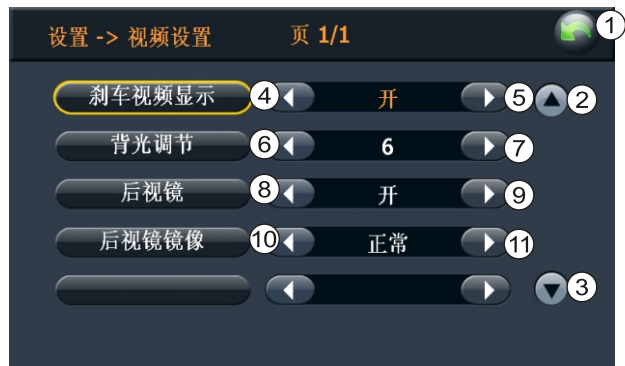 设置 -> 视频设置 页 1/1 1
刹车视频显示 4 开 5 2
背光调节 6 6 7
后视镜 8 开 9
后视镜镜像 10 正常 11
3